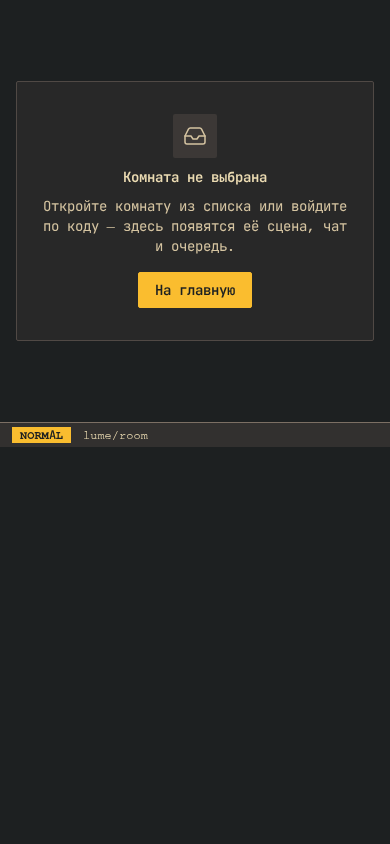 Комната не выбрана
Откройте комнату из списка или войдите
по коду — здесь появятся её сцена, чат
и очередь.
На главную
NORMAL lume/room